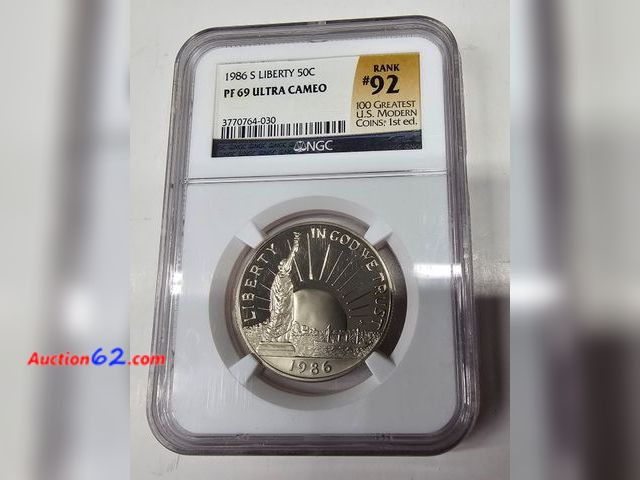 1986 S LIBERTY 50C
PF 69 ULTRA CAMEO
3770764-030
RANK
#92
100 GREATEST
U.S. MODERN
COINS: 1st ed.
NGC
LIBERTY
IN GOD WE TRUST
1986
Auction62.com